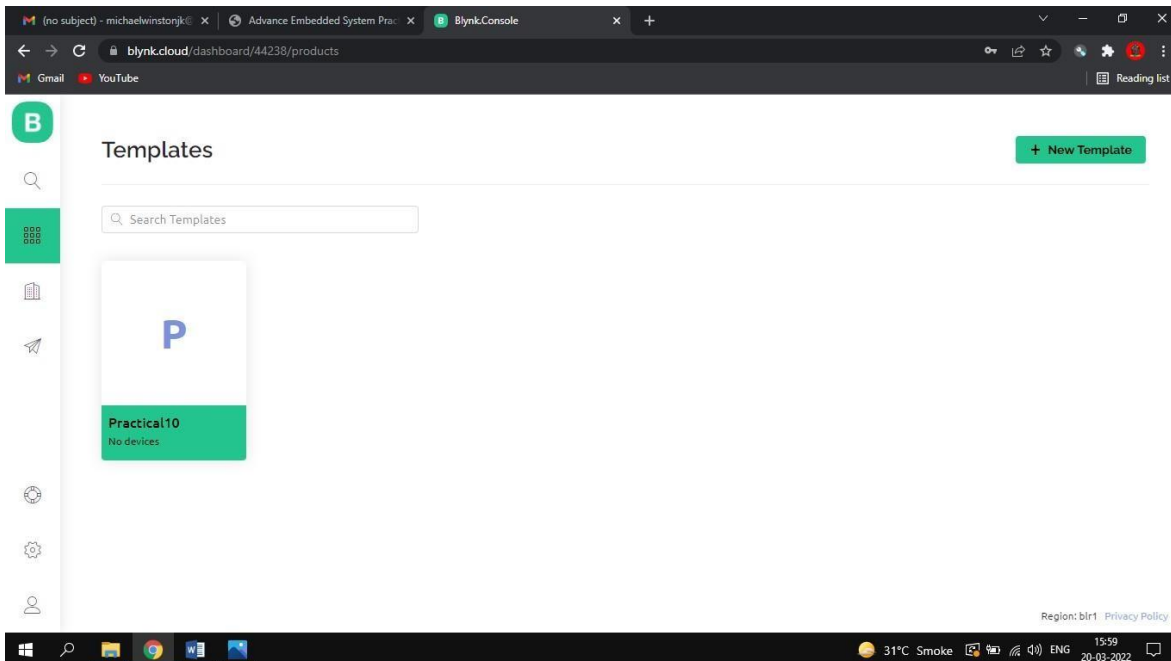 (no subject) - michaelwinstonjk@
Advance Embedded System Prac
B Blynk.Console
blynk.cloud/dashboard/44238/products
Gmail
YouTube
Reading list
B
Templates
+ New Template
Search Templates
P
Practical10
No devices
Region: blr1 Privacy Policy
31°C Smoke
ENG
15:59
20-03-2022